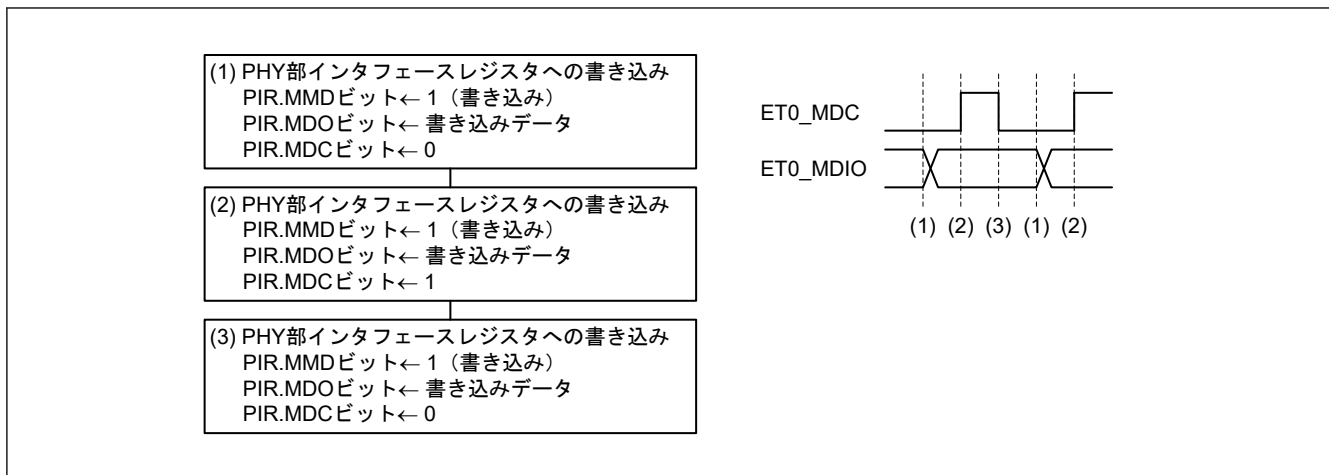 (1) PHY部インタフェースレジスタへの書き込み
PIR.MMDビット← 1（書き込み）
PIR.MDOビット← 書き込みデータ
PIR.MDCビット← 0
(2) PHY部インタフェースレジスタへの書き込み
PIR.MMDビット← 1（書き込み）
PIR.MDOビット← 書き込みデータ
PIR.MDCビット← 1
(3) PHY部インタフェースレジスタへの書き込み
PIR.MMDビット← 1（書き込み）
PIR.MDOビット← 書き込みデータ
PIR.MDCビット← 0
ET0_MDC
ET0_MDIO
(1) (2) (3) (1) (2)